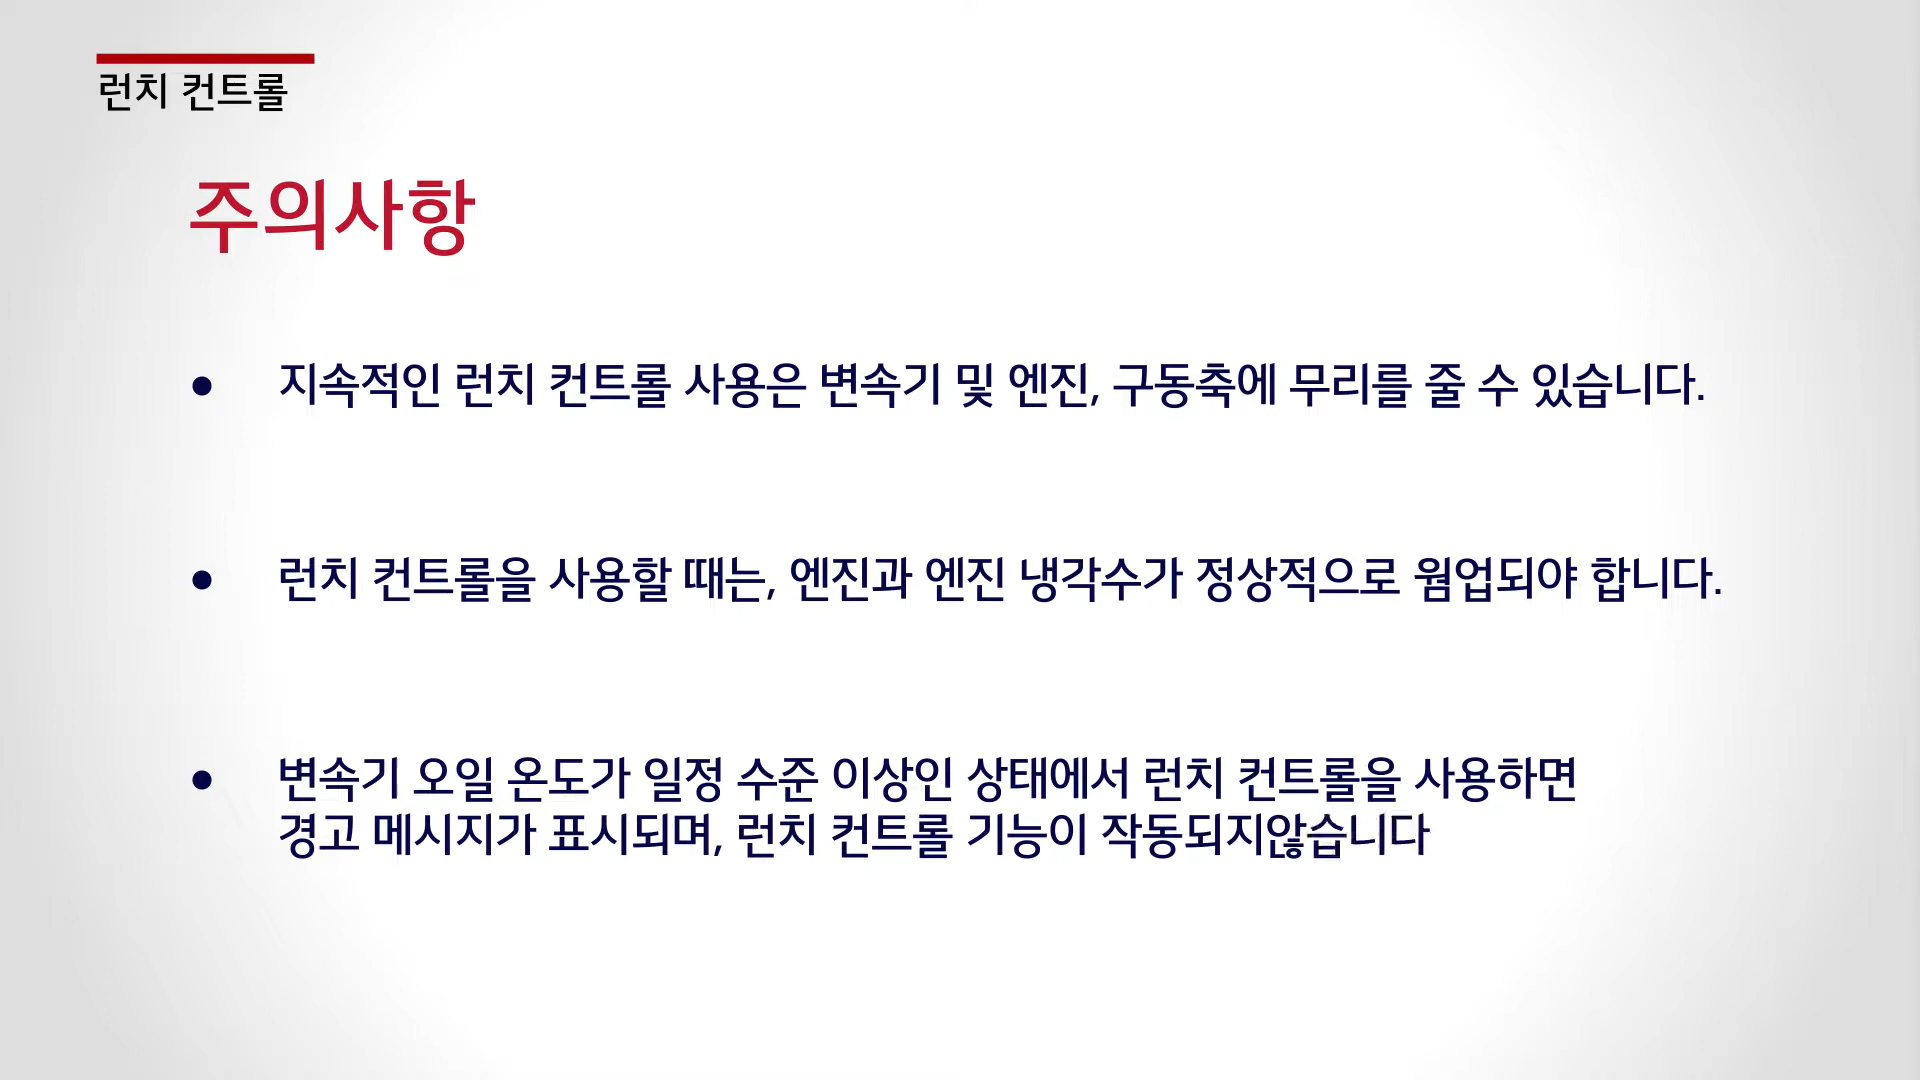 런치 컨트롤
주의사항
● 지속적인 런치 컨트롤 사용은 변속기 및 엔진, 구동축에 무리를 줄 수 있습니다.
● 런치 컨트롤을 사용할 때는, 엔진과 엔진 냉각수가 정상적으로 웜업되야 합니다.
● 변속기 오일 온도가 일정 수준 이상인 상태에서 런치 컨트롤을 사용하면
경고 메시지가 표시되며, 런치 컨트롤 기능이 작동되지않습니다